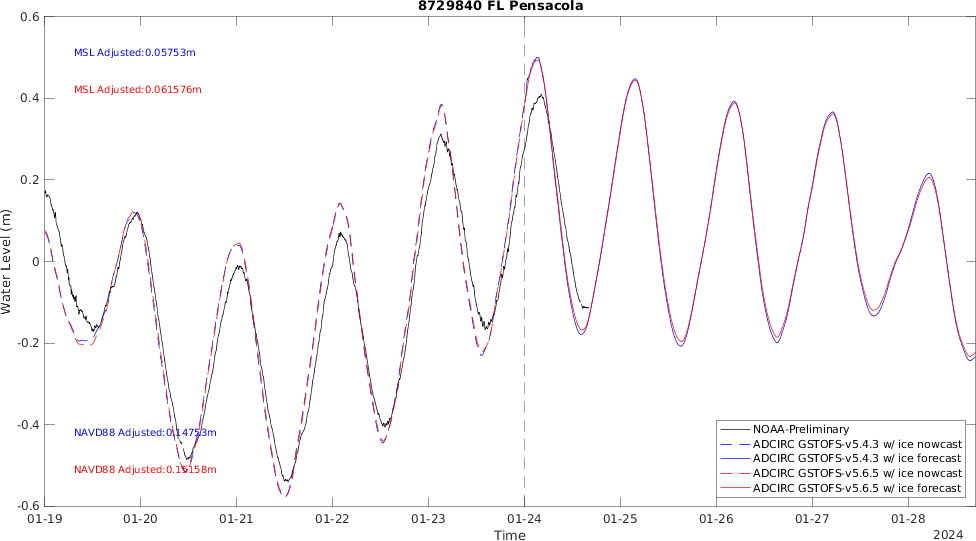 8729840 FL Pensacola
0.6
MSL Adjusted:0.05753m
MSL Adjusted:0.061576m
0.4
0.2
Water Level (m)
0
-0.2
-0.4
NAVD88 Adjusted:0.14753m
NAVD88 Adjusted:0.15158m
-0.6
NOAA-Preliminary
ADCIRC GSTOFS-v5.4.3 w/ ice nowcast
ADCIRC GSTOFS-v5.4.3 w/ ice forecast
ADCIRC GSTOFS-v5.6.5 w/ ice nowcast
ADCIRC GSTOFS-v5.6.5 w/ ice forecast
01-19 01-20 01-21 01-22 01-23 01-24 01-25 01-26 01-27 01-28
Time
2024